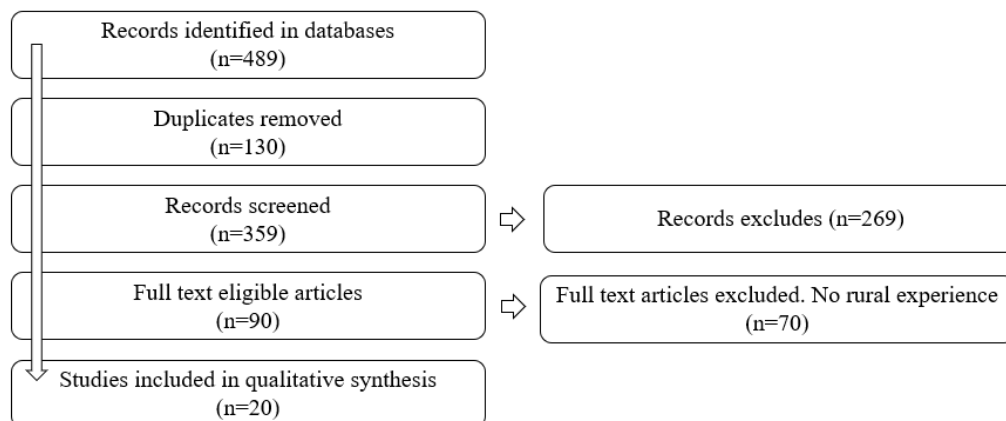 Records identified in databases
(n=489)
Duplicates removed
(n=130)
Records screened
(n=359)
Records excludes (n=269)
Full text eligible articles
(n=90)
Full text articles excluded. No rural experience
(n=70)
Studies included in qualitative synthesis
(n=20)